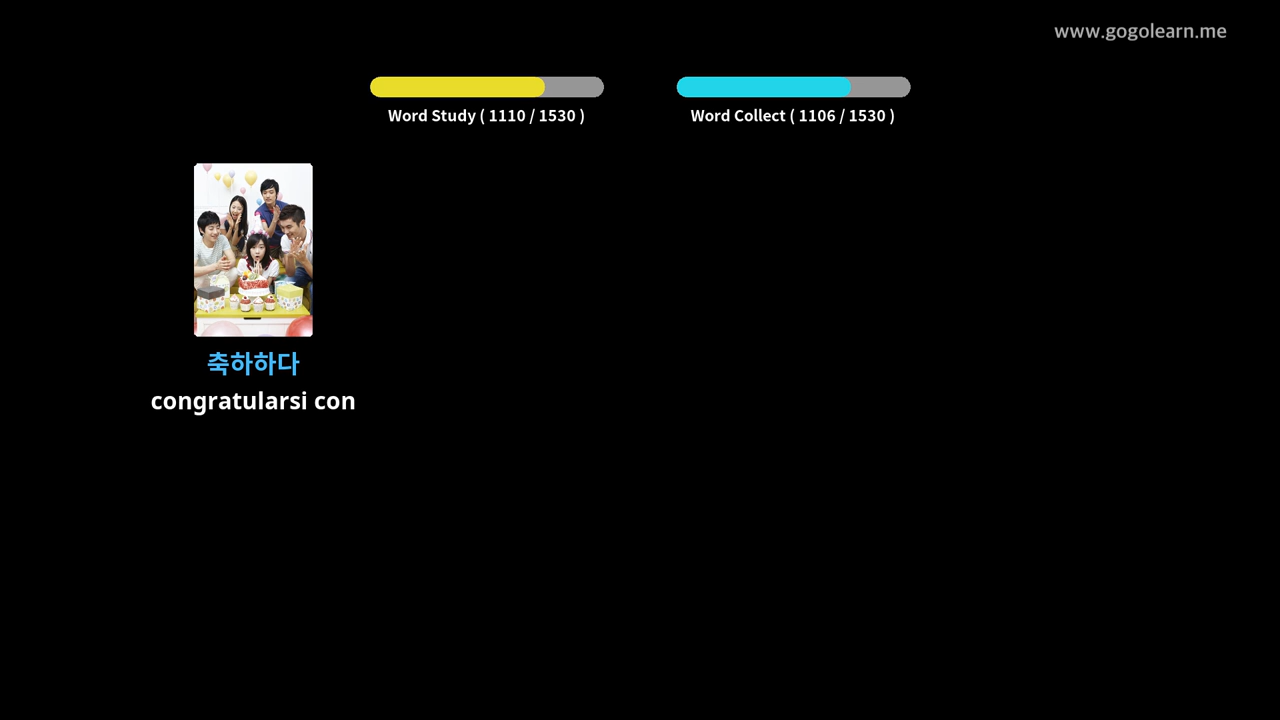 www.gogolearn.me
Word Study ( 1110 / 1530 )
Word Collect ( 1106 / 1530 )
축하하다
congratularsi con